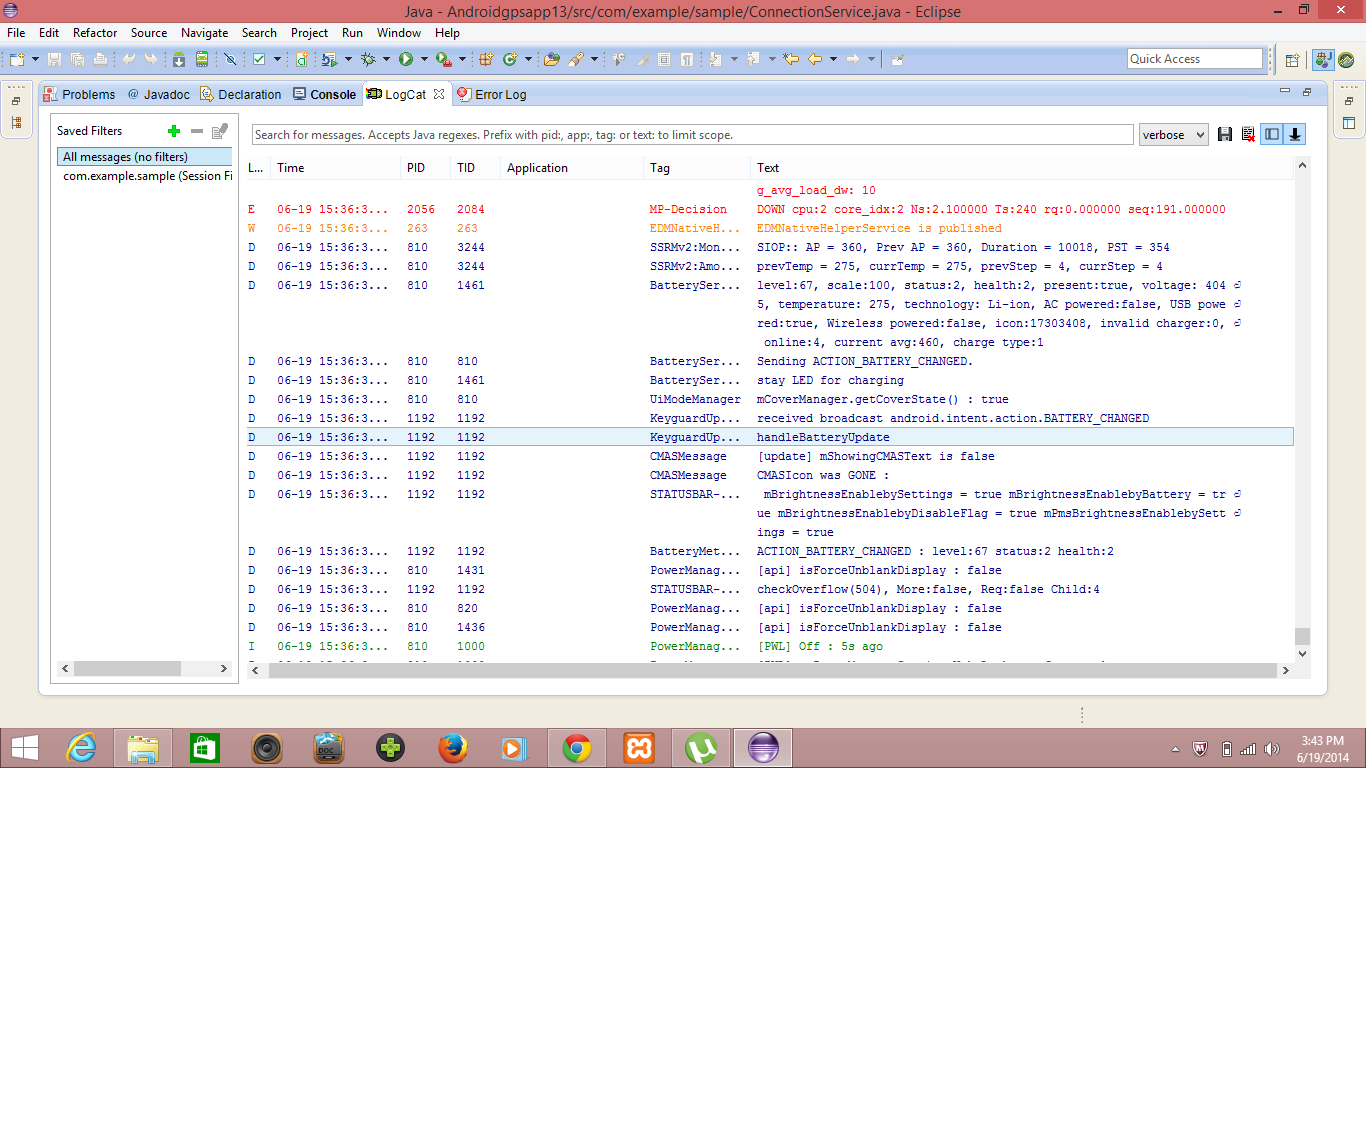 Java - Androidgpsapp13/src/com/example/sample/ConnectionService.java - Eclipse
File Edit Refactor Source Navigate Search Project Run Window Help
Quick Access
Problems @ Javadoc Declaration Console LogCat Error Log
Saved Filters
All messages (no filters)
com.example.sample (Session Fi
Search for messages. Accepts Java regexes. Prefix with pid:, app:, tag: or text: to limit scope.
verbose
L... Time PID TID Application Tag Text
g_avg_load_dw: 10
E 06-19 15:36:3... 2056 2084 MP-Decision DOWN cpu:2 core_idx:2 Ns:2.100000 Ts:240 rq:0.000000 seq:191.000000
W 06-19 15:36:3... 263 263 EDMNativeH... EDMNativeHelperService is published
D 06-19 15:36:3... 810 3244 SSRMv2:Mon... SIOP:: AP = 360, Prev AP = 360, Duration = 10018, PST = 354
D 06-19 15:36:3... 810 3244 SSRMv2:Amo... prevTemp = 275, currTemp = 275, prevStep = 4, currStep = 4
D 06-19 15:36:3... 810 1461 BatterySer... level:67, scale:100, status:2, health:2, present:true, voltage: 404
5, temperature: 275, technology: Li-ion, AC powered:false, USB powe
red:true, Wireless powered:false, icon:17303408, invalid charger:0,
online:4, current avg:460, charge type:1
D 06-19 15:36:3... 810 810 BatterySer... Sending ACTION_BATTERY_CHANGED.
D 06-19 15:36:3... 810 1461 BatterySer... stay LED for charging
D 06-19 15:36:3... 810 810 UiModeManager mCoverManager.getCoverState() : true
D 06-19 15:36:3... 1192 1192 KeyguardUp... received broadcast android.intent.action.BATTERY_CHANGED
D 06-19 15:36:3... 1192 1192 KeyguardUp... handleBatteryUpdate
D 06-19 15:36:3... 1192 1192 CMASMessage [update] mShowingCMASText is false
D 06-19 15:36:3... 1192 1192 CMASMessage CMASIcon was GONE :
D 06-19 15:36:3... 1192 1192 STATUSBAR-... mBrightnessEnablebySettings = true mBrightnessEnablebyBattery = tr
ue mBrightnessEnablebyDisableFlag = true mPmsBrightnessEnablebySett
ings = true
D 06-19 15:36:3... 1192 1192 BatteryMet... ACTION_BATTERY_CHANGED : level:67 status:2 health:2
D 06-19 15:36:3... 810 1431 PowerManag... [api] isForceUnblankDisplay : false
D 06-19 15:36:3... 1192 1192 STATUSBAR-... checkOverflow(504), More:false, Req:false Child:4
D 06-19 15:36:3... 810 820 PowerManag... [api] isForceUnblankDisplay : false
D 06-19 15:36:3... 810 1436 PowerManag... [api] isForceUnblankDisplay : false
I 06-19 15:36:3... 810 1000 PowerManag... [PWL] Off : 5s ago
DOC
3:43 PM
6/19/2014